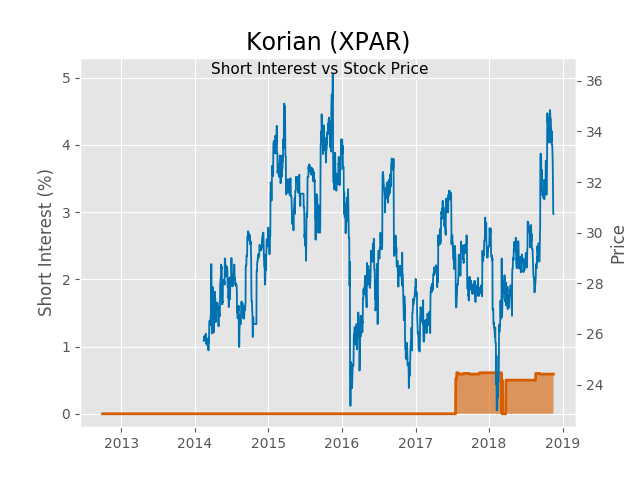 Korian (XPAR)
Short Interest vs Stock Price
Short Interest (%)
5
4
3
2
1
0
36
34
32
30
28
26
24
Price
2013 2014 2015 2016 2017 2018 2019